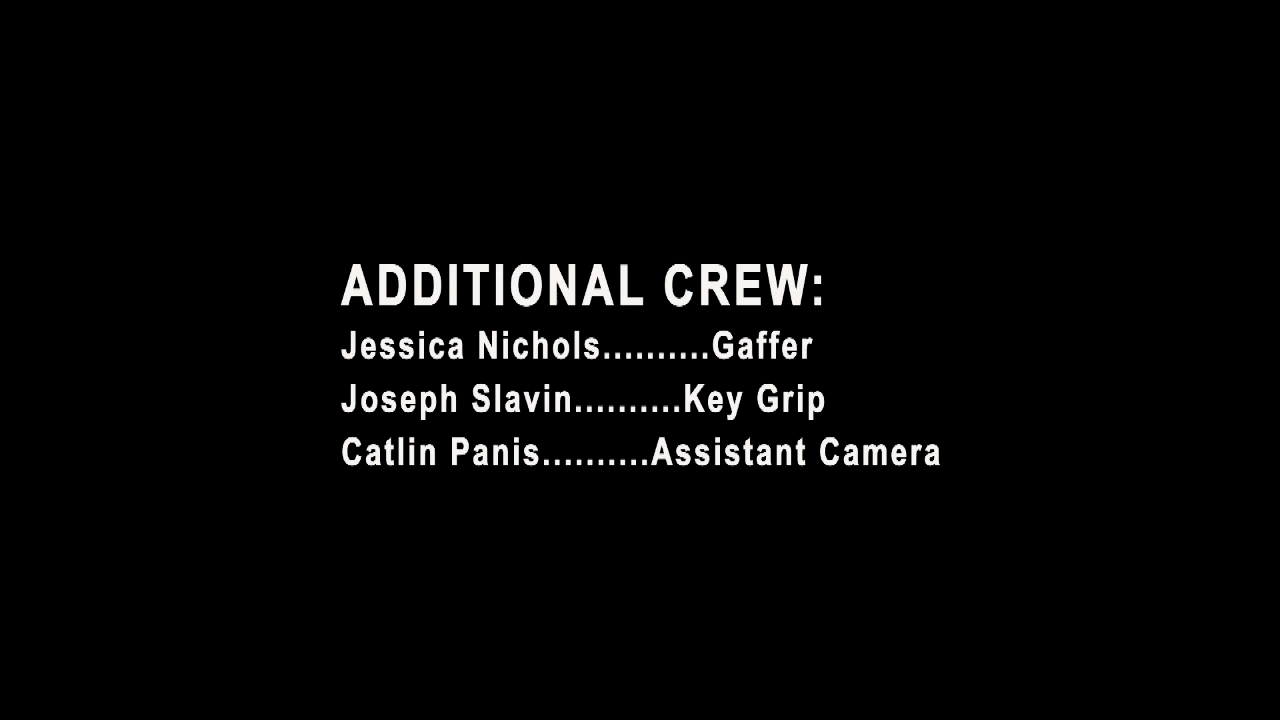 ADDITIONAL CREW:
Jessica Nichols..........Gaffer
Joseph Slavin..........Key Grip
Catlin Panis..........Assistant Camera